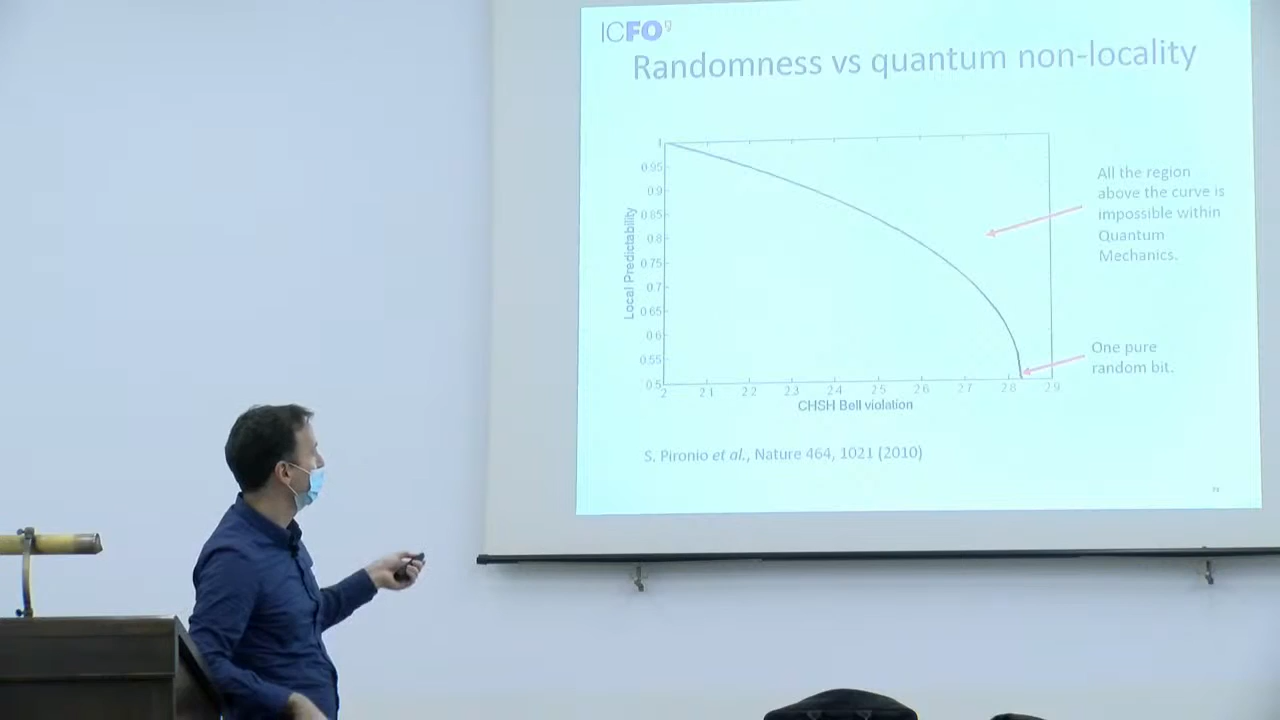 ICFO
Randomness vs quantum non-locality
1
0.95
0.9
0.85
0.8
0.75
0.7
0.65
0.6
0.55
0.5
Local Predictability
2 2.1 2.2 2.3 2.4 2.5 2.6 2.7 2.8 2.9
CHSH Bell violation
All the region
above the curve is
impossible within
Quantum
Mechanics.
One pure
random bit.
S. Pironio et al., Nature 464, 1021 (2010)